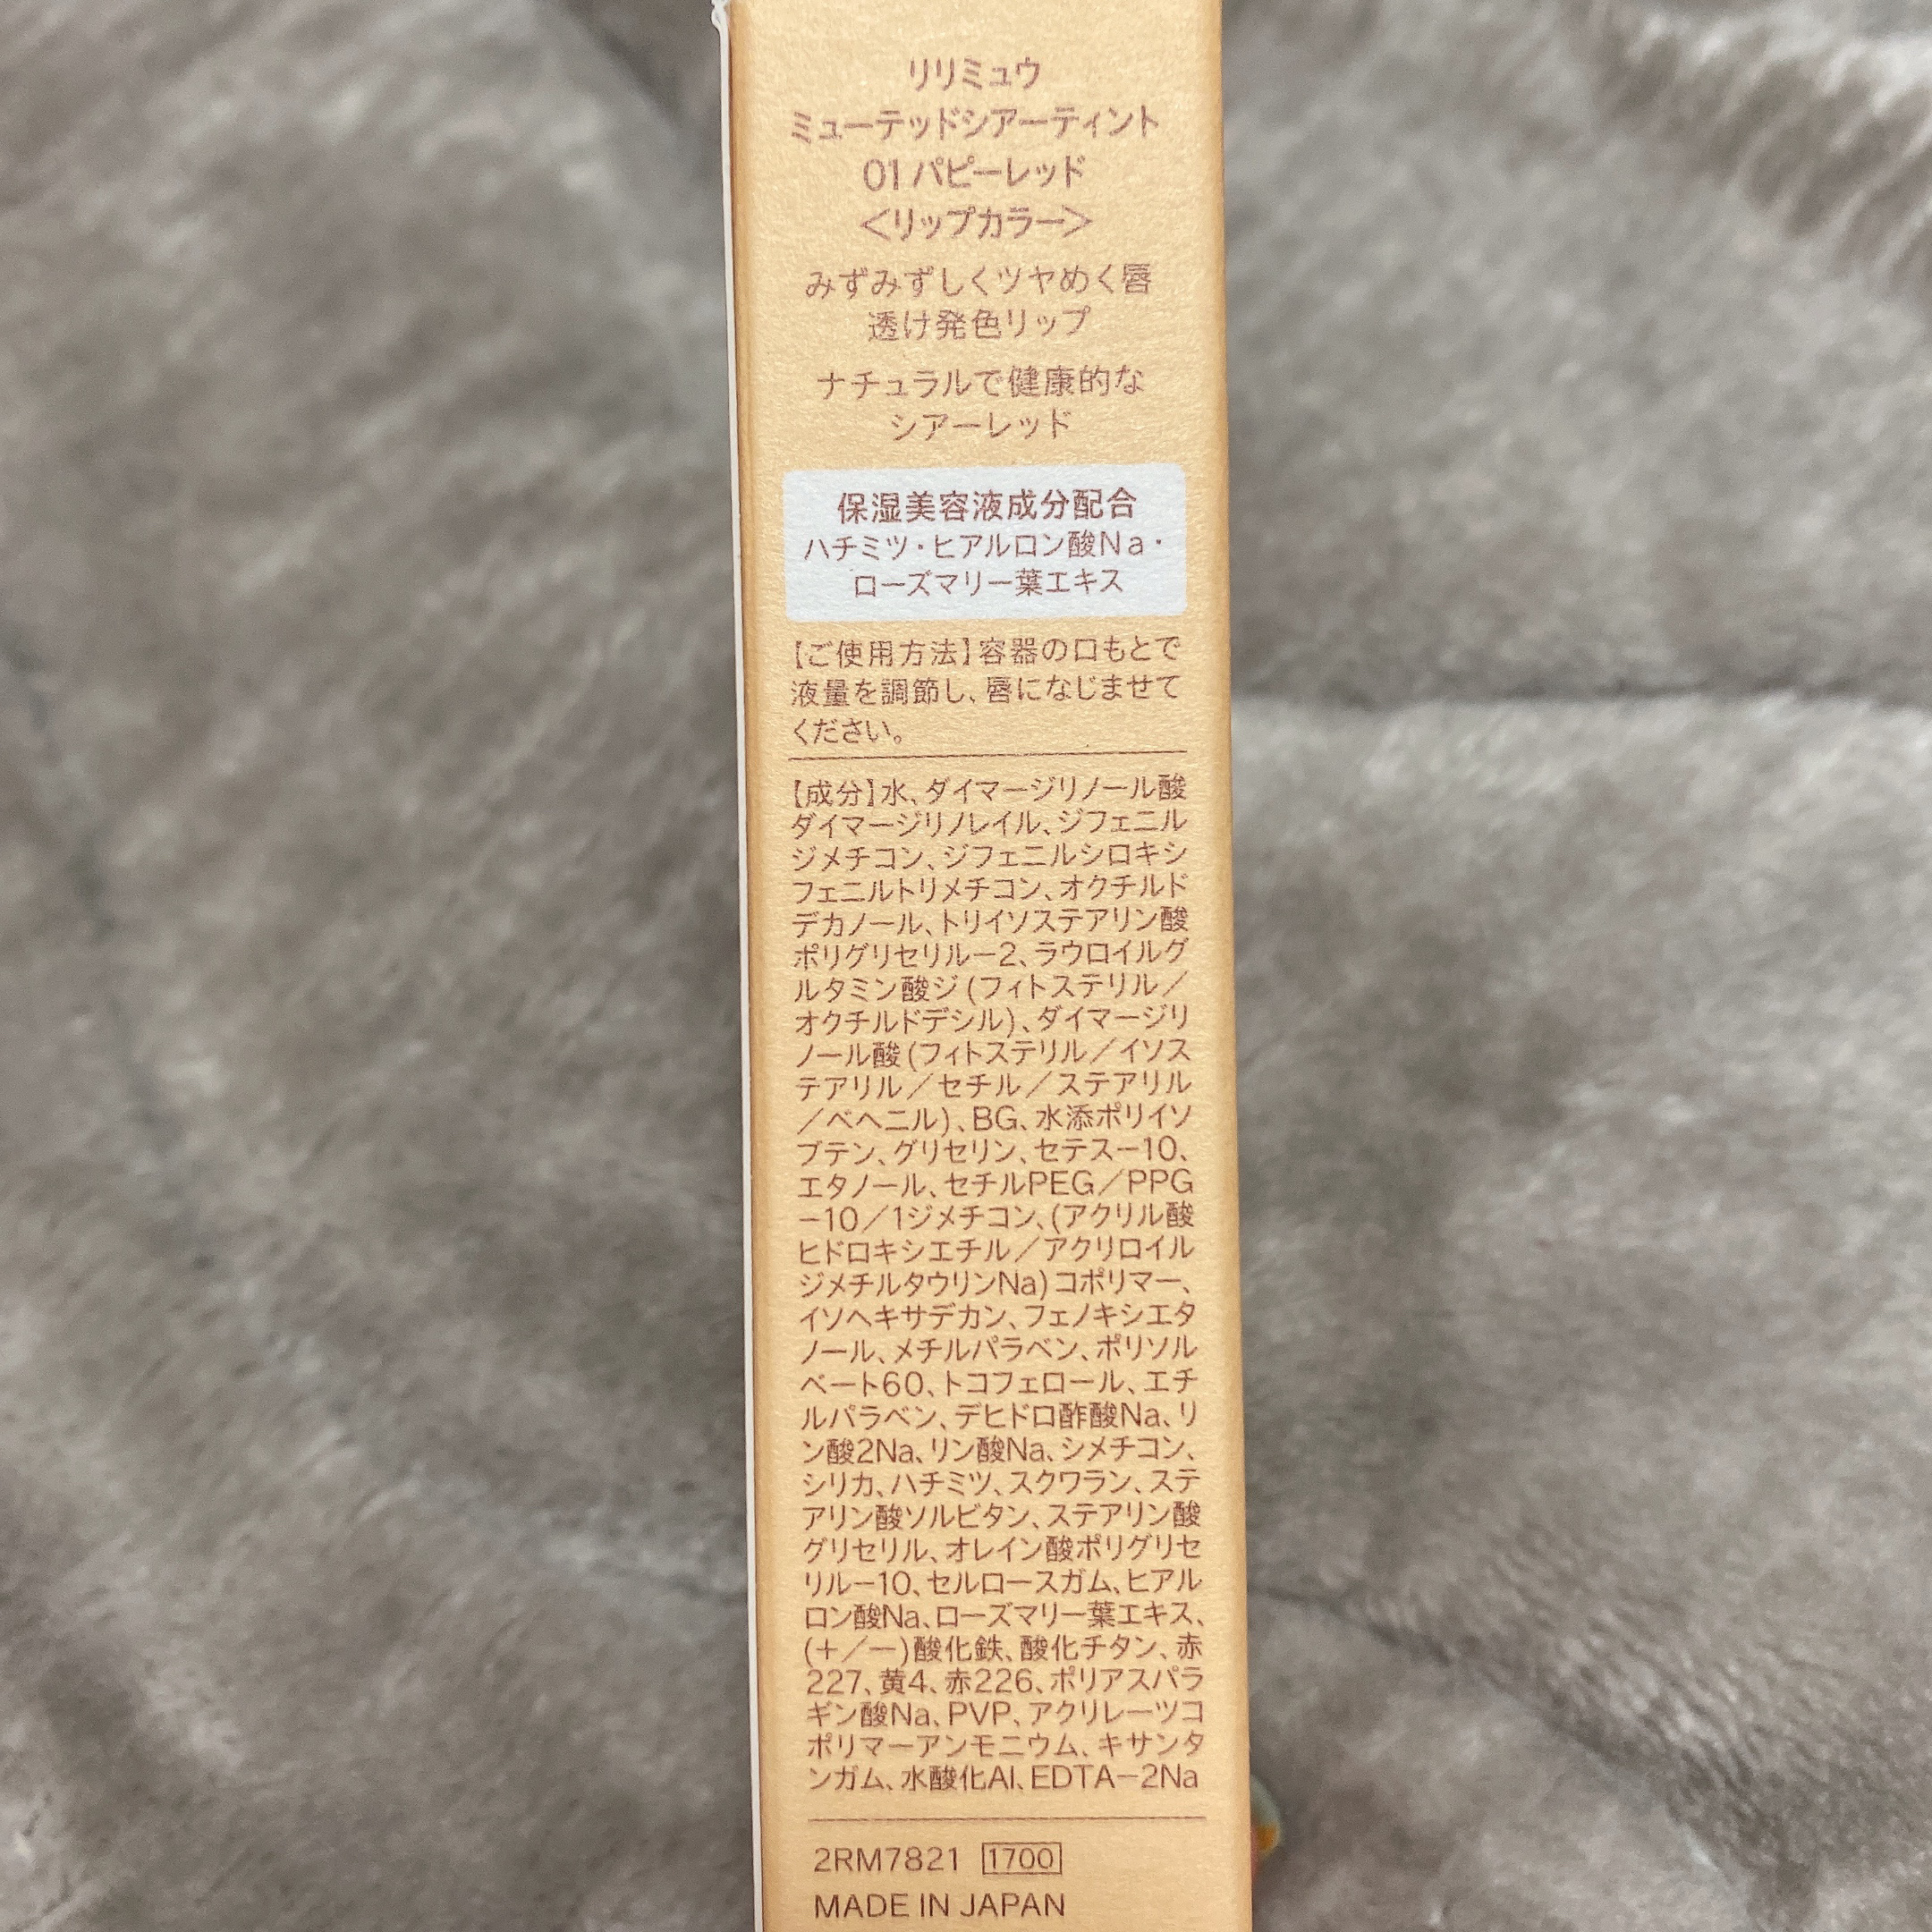 リリミュウ
ミューテッドシアーティント
01 パピーレッド
＜リップカラー＞
みずみずしくツヤめく唇
透け発色リップ
ナチュラルで健康的な
シアーレッド
保湿美容液成分配合
ハチミツ・ヒアルロン酸Na・
ローズマリー葉エキス
【ご使用方法】容器の口もとで
液量を調節し、唇になじませて
ください。
【成分】水、ダイマージリノール酸
ダイマージリノレイル、ジフェニル
ジメチコン、ジフェニルシロキシ
フェニルトリメチコン、オクチルド
デカノール、トリイソステアリン酸
ポリグリセリル－2、ラウロイルグ
ルタミン酸ジ(フィトステリル／
オクチルドデシル)、ダイマージリ
ノール酸(フィトステリル／イソス
テアリル／セチル／ステアリル
／ベヘニル)、BG、水添ポリイソ
ブテン、グリセリン、セテス－10、
エタノール、セチルPEG／PPG
－10／1ジメチコン、(アクリル酸
ヒドロキシエチル／アクリロイル
ジメチルタウリンNa)コポリマー、
イソヘキサデカン、フェノキシエタ
ノール、メチルパラベン、ポリソル
ベート60、トコフェロール、エチ
ルパラベン、デヒドロ酢酸Na、リ
ン酸2Na、リン酸Na、シメチコン、
シリカ、ハチミツ、スクワラン、ステ
アリン酸ソルビタン、ステアリン酸
グリセリル、オレイン酸ポリグリセ
リル－10、セルロースガム、ヒアル
ロン酸Na、ローズマリー葉エキス、
(＋／－)酸化鉄、酸化チタン、赤
227、黄4、赤226、ポリアスパラ
ギン酸Na、PVP、アクリレーツコ
ポリマーアンモニウム、キサンタ
ンガム、水酸化Al、EDTA－2Na
2RM7821 1700
MADE IN JAPAN